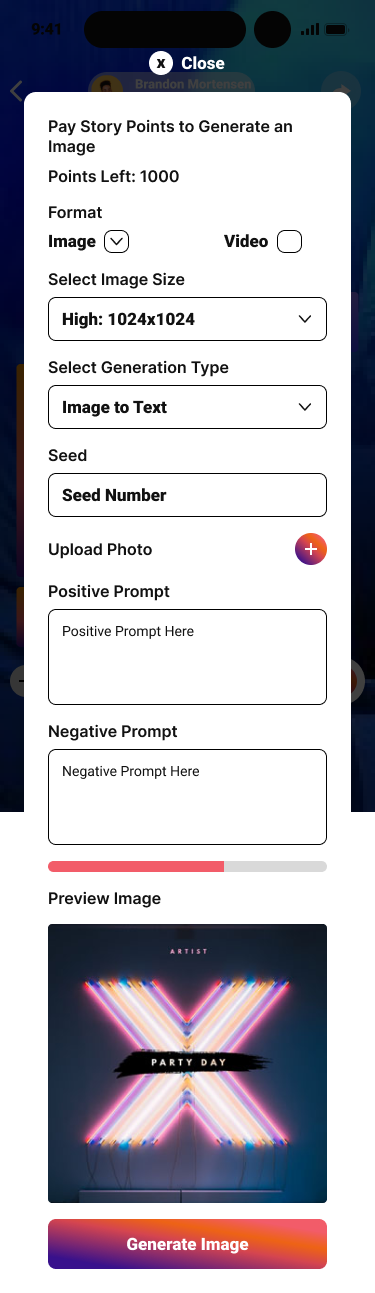 9:41
X Close
Brandon Mortensen
Pay Story Points to Generate an
Image
Points Left: 1000
Format
Image
Video
Select Image Size
High: 1024x1024
Select Generation Type
Image to Text
Seed
Seed Number
Upload Photo
Positive Prompt
Positive Prompt Here
Negative Prompt
Negative Prompt Here
Preview Image
ARTIST
PARTY DAY
Generate Image